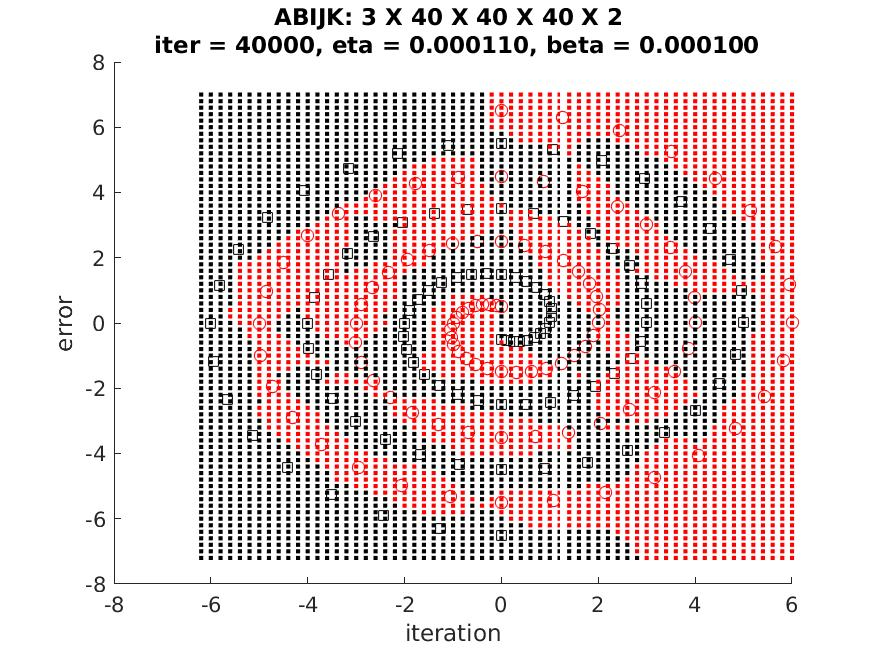 ABIJK: 3 X 40 X 40 X 40 X 2
iter = 40000, eta = 0.000110, beta = 0.000100
8
6
4
2
0
-2
-4
-6
-8
error
-8 -6 -4 -2 0 2 4 6
iteration